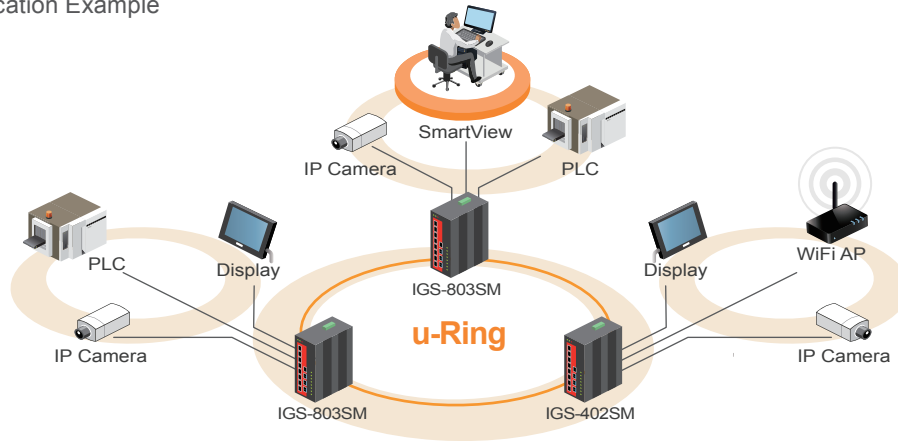 cation Example
SmartView
IP Camera
PLC
WiFi AP
PLC
Display
Display
IGS-803SM
u-Ring
IP Camera
IP Camera
IGS-803SM
IGS-402SM